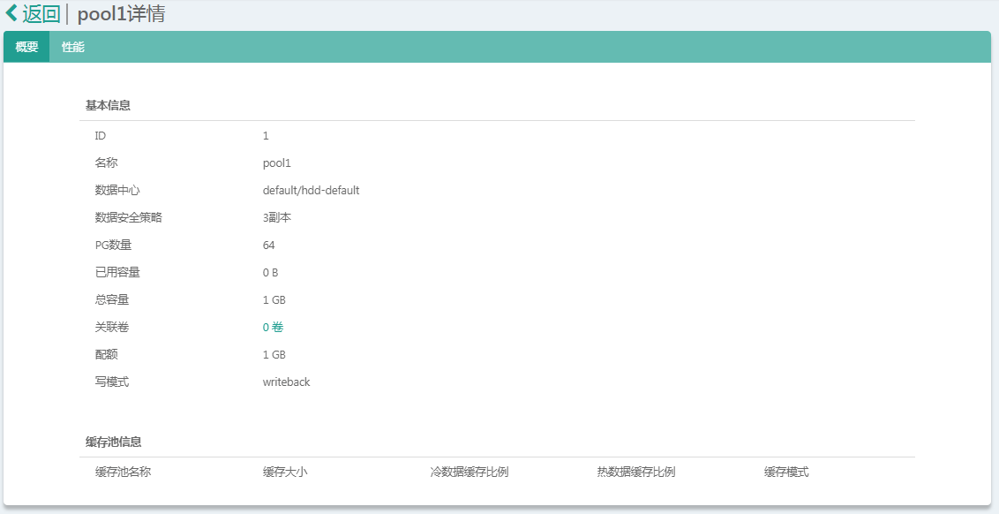 返回 | pool1详情
概要 性能
基本信息
ID 1
名称 pool1
数据中心 default/hdd-default
数据安全策略 3副本
PG数量 64
已用容量 0 B
总容量 1 GB
关联卷 0 卷
配额 1 GB
写模式 writeback
缓存池信息
缓存池名称 缓存大小 冷数据缓存比例 热数据缓存比例 缓存模式